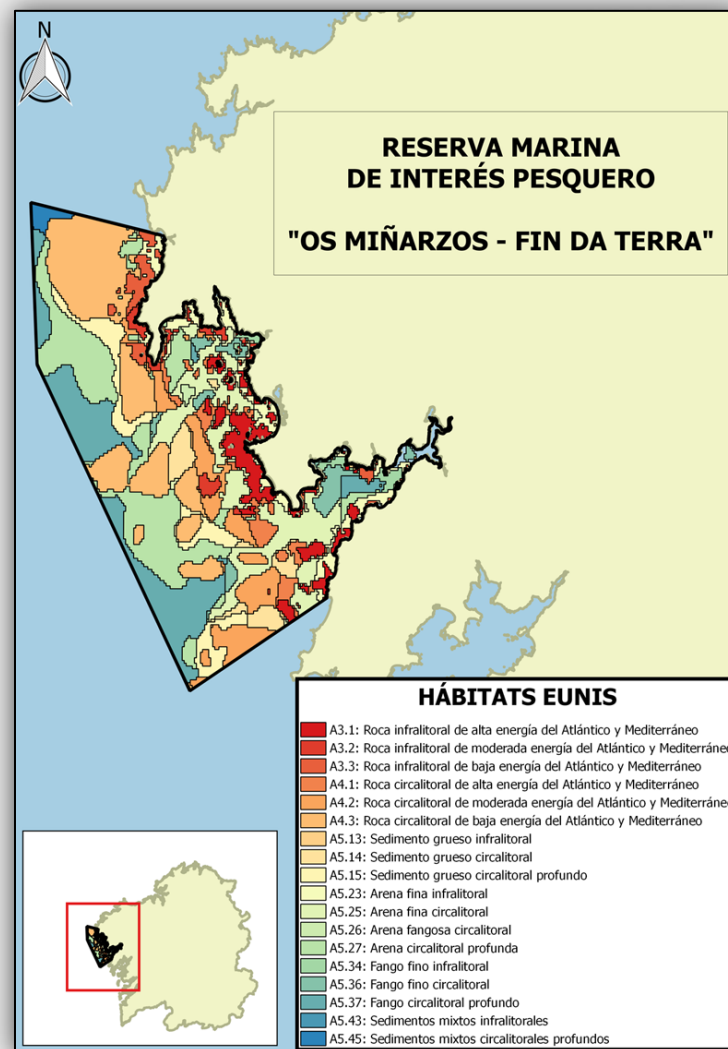 N
RESERVA MARINA
DE INTERÉS PESQUERO
"OS MIÑARZOS - FIN DA TERRA"
HÁBITATS EUNIS
A3.1: Roca infralitoral de alta energía del Atlántico y Mediterráneo
A3.2: Roca infralitoral de moderada energía del Atlántico y Mediterráneo
A3.3: Roca infralitoral de baja energía del Atlántico y Mediterráneo
A4.1: Roca circalitoral de alta energía del Atlántico y Mediterráneo
A4.2: Roca circalitoral de moderada energía del Atlántico y Mediterráneo
A4.3: Roca circalitoral de baja energía del Atlántico y Mediterráneo
A5.13: Sedimento grueso infralitoral
A5.14: Sedimento grueso circalitoral
A5.15: Sedimento grueso circalitoral profundo
A5.23: Arena fina infralitoral
A5.25: Arena fina circalitoral
A5.26: Arena fangosa circalitoral
A5.27: Arena circalitoral profunda
A5.34: Fango fino infralitoral
A5.36: Fango fino circalitoral
A5.37: Fango circalitoral profundo
A5.43: Sedimentos mixtos infralitorales
A5.45: Sedimentos mixtos circalitorales profundos